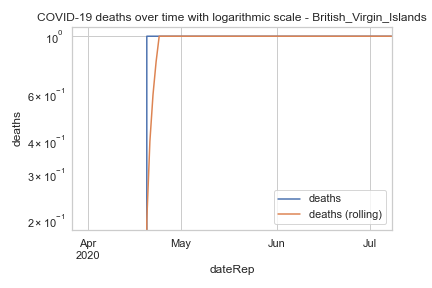 COVID-19 deaths over time with logarithmic scale - British_Virgin_Islands
10⁰
6 × 10⁻¹
4 × 10⁻¹
3 × 10⁻¹
2 × 10⁻¹
deaths
deaths
deaths (rolling)
Apr
2020
May
Jun
Jul
dateRep